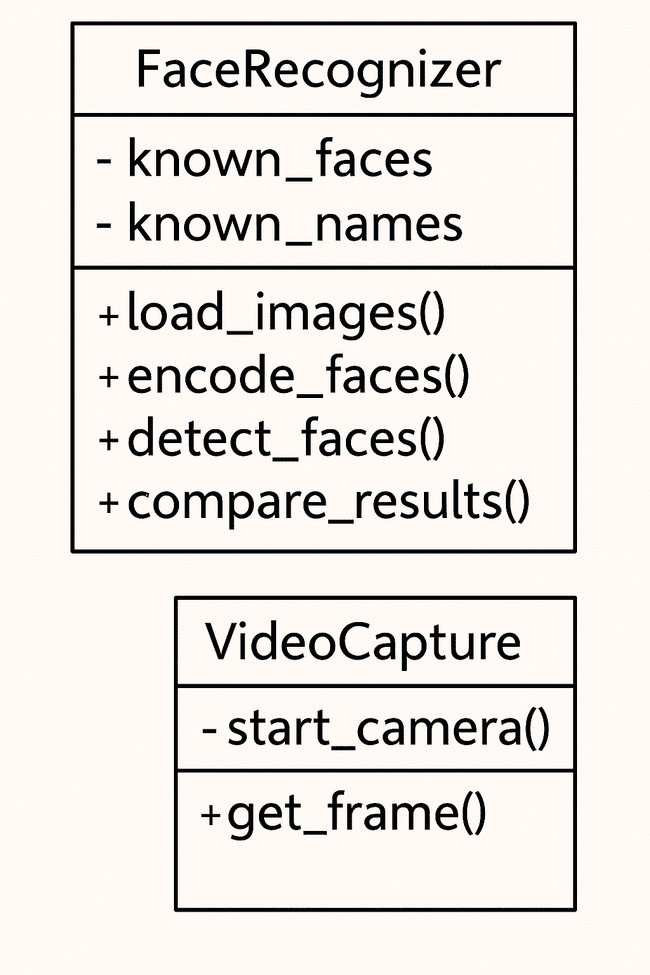 FaceRecognizer
- known_faces
- known_names
+ load_images()
+ encode_faces()
+ detect_faces()
+ compare_results()
VideoCapture
- start_camera()
+ get_frame()